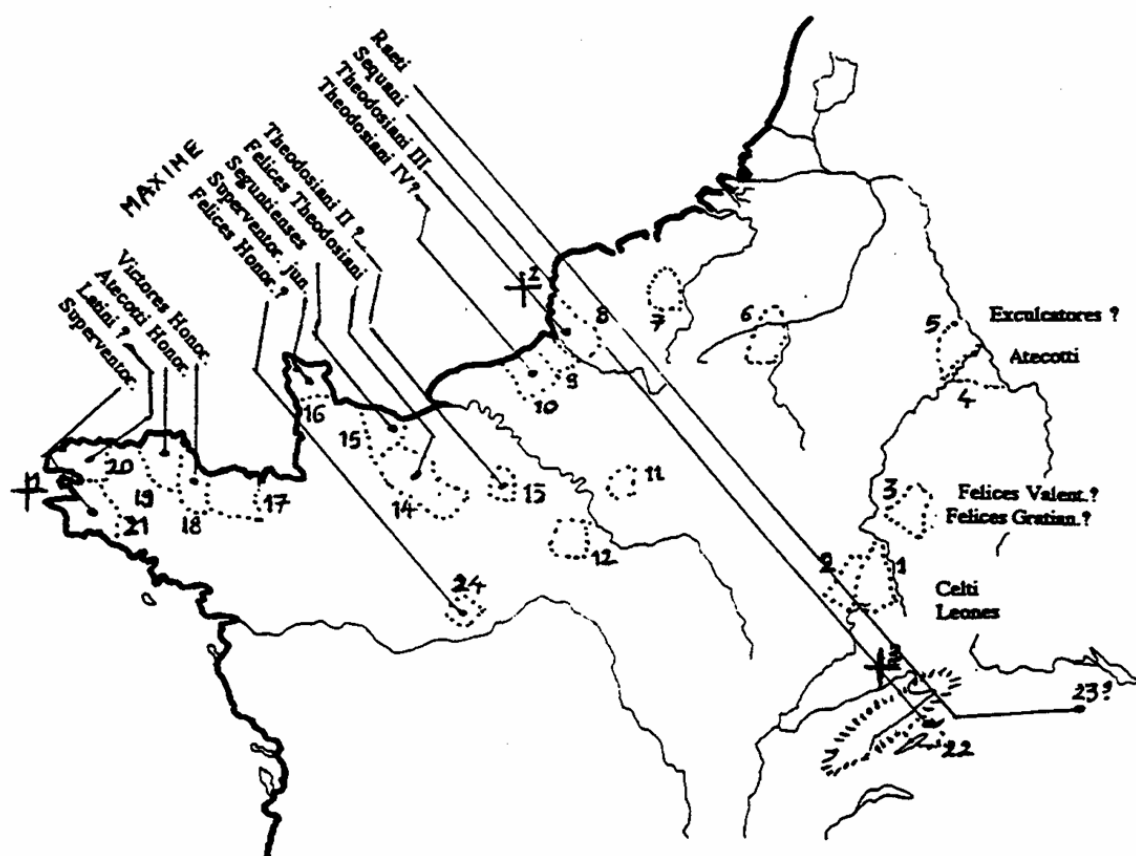 Raeti
Sequani
Theodosiani III
Theodosiani IV?
Theodosiani II ?
Felices Theodosiani
Seguntienses
Superventor. jun.
Felices Honor.?
MAXIME
Victores Honor.
Atecotti Honor.
Latini ?
Superventor.
Exculcatores ?
Atecotti
Felices Valent.?
Felices Gratian.?
Celti
Leones
1
2
3
4
5
6
7
8
9
10
11
12
13
14
15
16
17
18
19
20
21
22
23?
24
Z